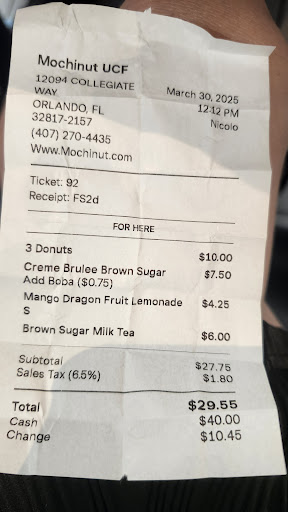 Mochinut UCF
12094 COLLEGIATE
WAY
ORLANDO, FL
32817-2157
(407) 270-4435
Www.Mochinut.com
March 30, 2025
12:12 PM
Nicolo
Ticket: 92
Receipt: FS2d
FOR HERE
3 Donuts $10.00
Creme Brulee Brown Sugar $7.50
Add Boba ($0.75)
Mango Dragon Fruit Lemonade $4.25
S
Brown Sugar Milk Tea $6.00
Subtotal $27.75
Sales Tax (6.5%) $1.80
Total $29.55
Cash $40.00
Change $10.45